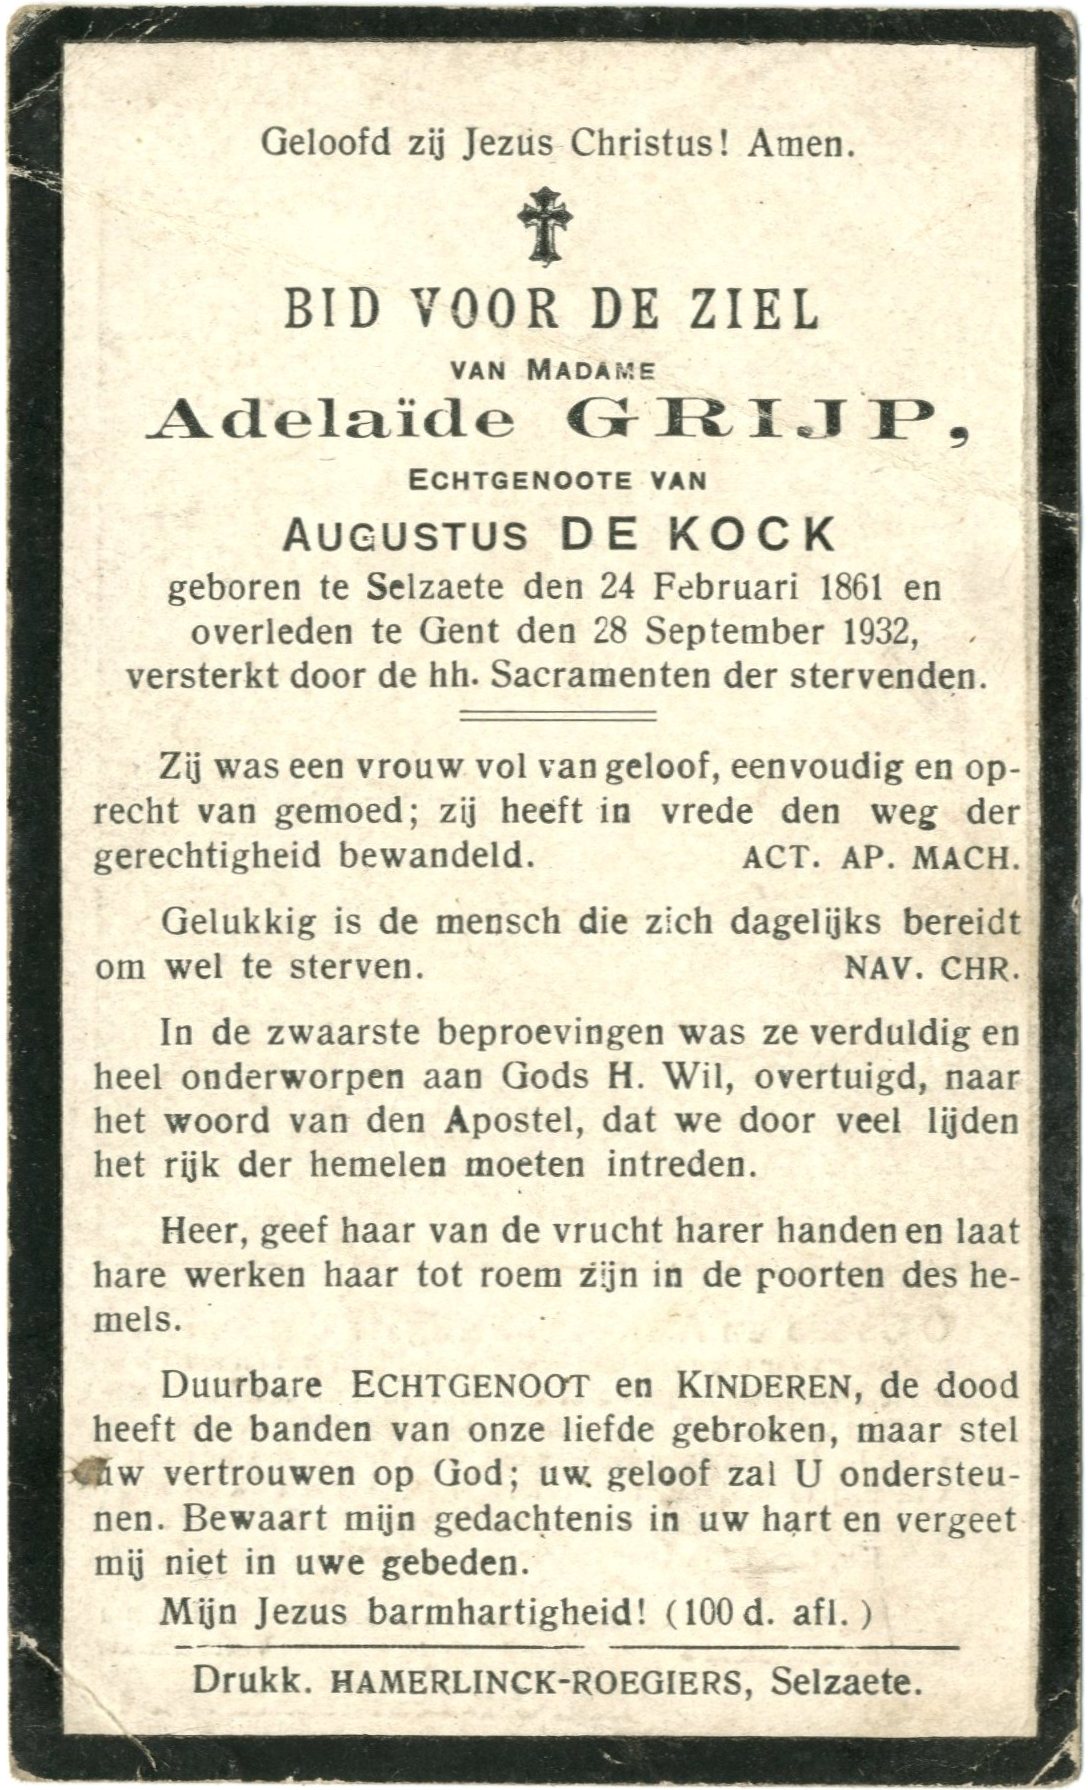 Geloofd zij Jezus Christus! Amen.
BID VOOR DE ZIEL
VAN MADAME
Adelaïde GRIJP,
ECHTGENOOTE VAN
AUGUSTUS DE KOCK
geboren te Selzaete den 24 Februari 1861 en
overleden te Gent den 28 September 1932,
versterkt door de hh. Sacramenten der stervenden.
Zij was een vrouw vol van geloof, eenvoudig en op-
recht van gemoed; zij heeft in vrede den weg der
gerechtigheid bewandeld. ACT. AP. MACH.
Gelukkig is de mensch die zich dagelijks bereidt
om wel te sterven. NAV. CHR.
In de zwaarste beproevingen was ze verduldig en
heel onderworpen aan Gods H. Wil, overtuigd, naar
het woord van den Apostel, dat we door veel lijden
het rijk der hemelen moeten intreden.
Heer, geef haar van de vrucht harer handen en laat
hare werken haar tot roem zijn in de poorten des he-
mels.
Duurbare ECHTGENOOT en KINDEREN, de dood
heeft de banden van onze liefde gebroken, maar stel
uw vertrouwen op God; uw geloof zal U ondersteu-
nen. Bewaart mijn gedachtenis in uw hart en vergeet
mij niet in uwe gebeden.
Mijn Jezus barmhartigheid! (100 d. afl.)
Drukk. HAMERLINCK-ROEGIERS, Selzaete.